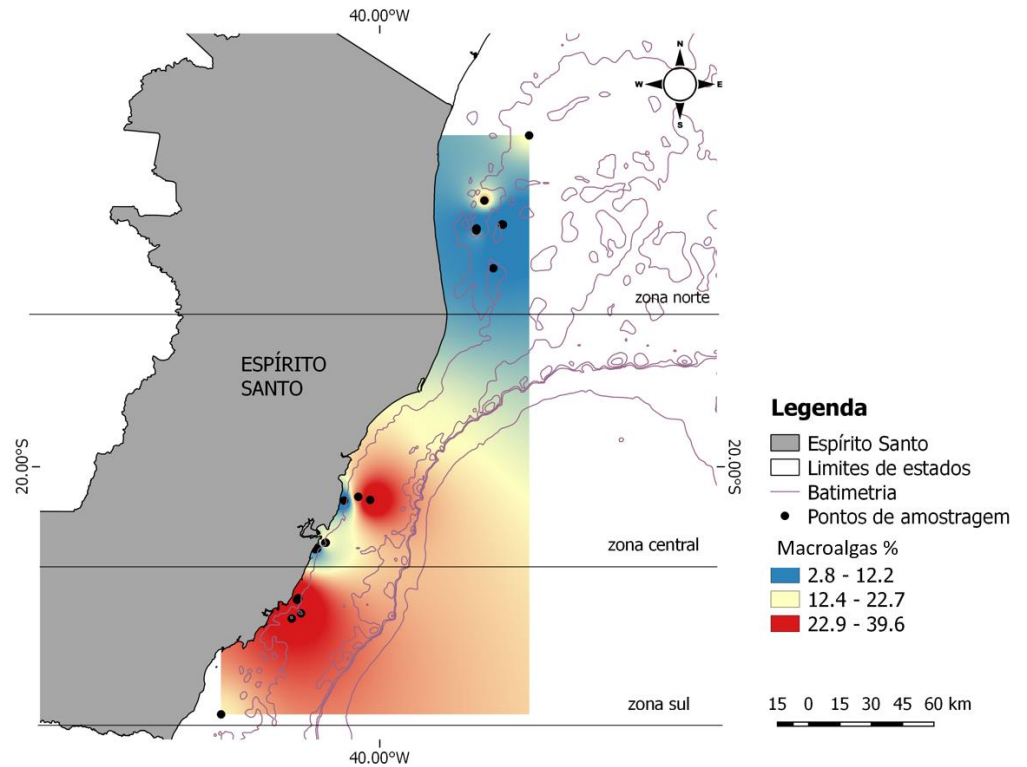 40.00°W
N
W
E
S
zona norte
ESPÍRITO
SANTO
20.00°S
20.00°S
zona central
zona sul
40.00°W
Legenda
Espírito Santo
Limites de estados
Batimetria
Pontos de amostragem
Macroalgas %
2.8 - 12.2
12.4 - 22.7
22.9 - 39.6
15 0 15 30 45 60 km